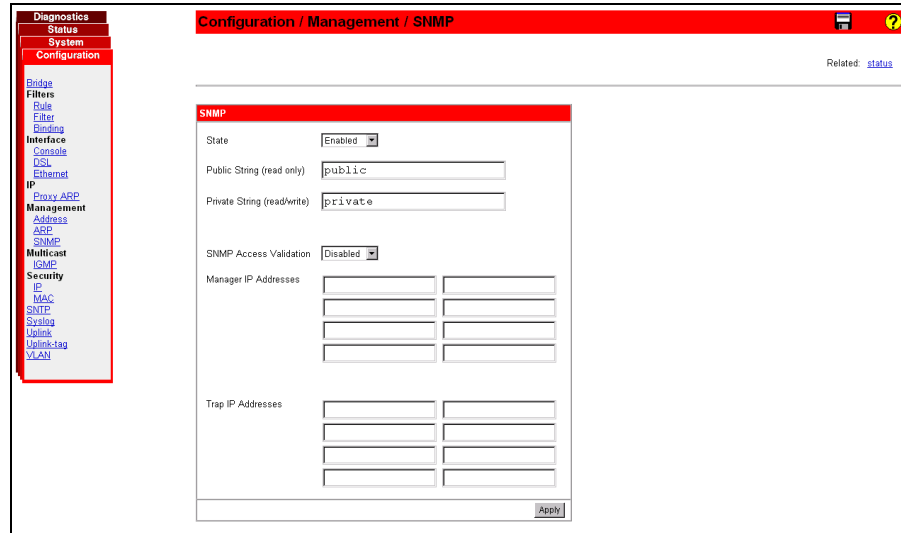 Diagnostics
Status
System
Configuration
Bridge
Filters
Rule
Filter
Binding
Interface
Console
DSL
Ethernet
IP
Proxy ARP
Management
Address
ARP
SNMP
Multicast
IGMP
Security
IP
MAC
SNTP
Syslog
Uplink
Uplink-tag
VLAN
Configuration / Management / SNMP
?
Related: status
SNMP
State Enabled
Public String (read only) public
Private String (read/write) private
SNMP Access Validation Disabled
Manager IP Addresses
Trap IP Addresses
Apply